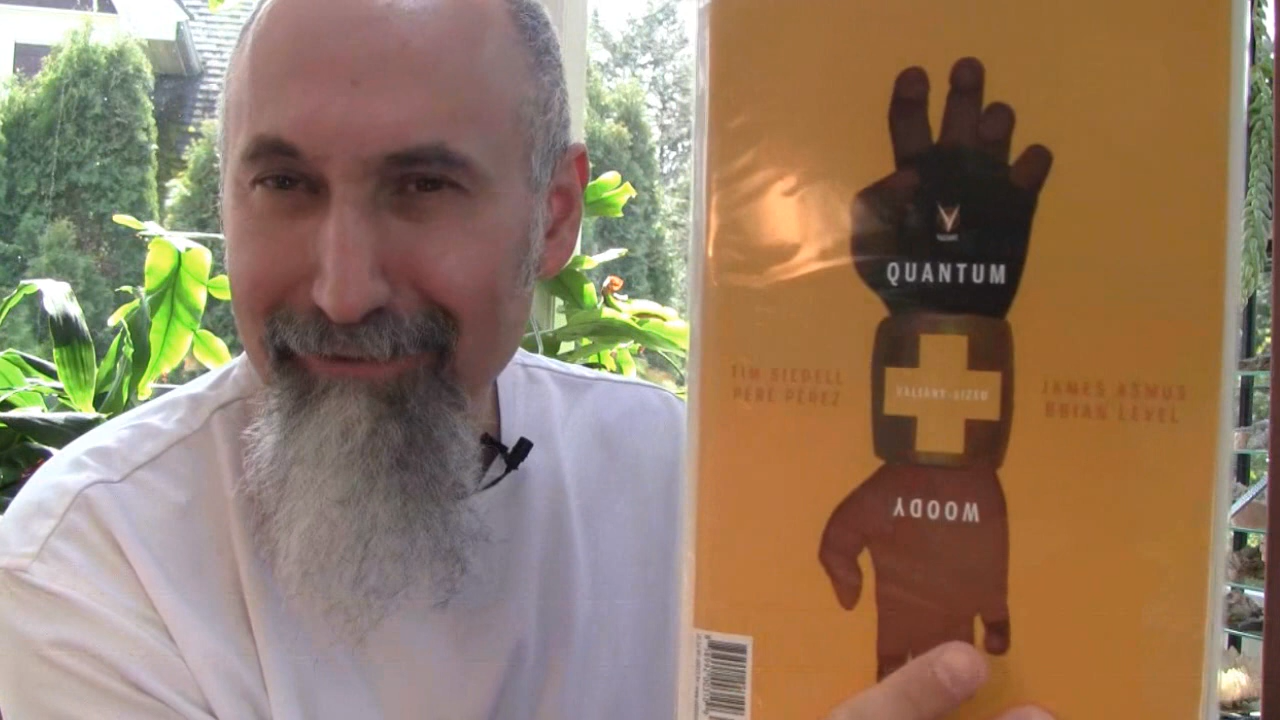 QUANTUM
TIM SIEDELL
PERE PEREZ
VALIANT-SIZED
JAMES ASMUS
BRIAN LEVEL
WOODY